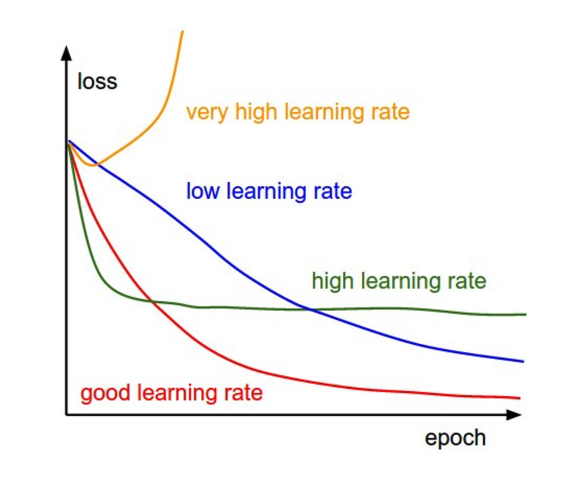 loss
very high learning rate
low learning rate
high learning rate
good learning rate
epoch